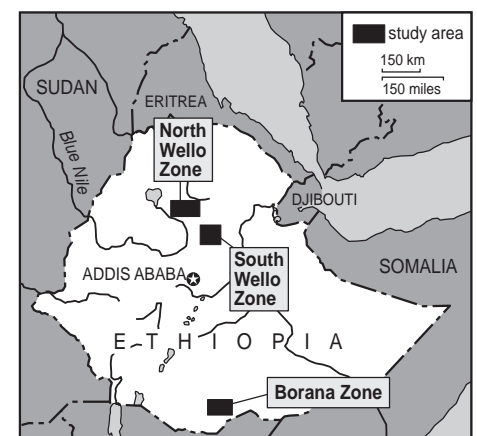 study area
150 km
150 miles
SUDAN
ERITREA
North
Wello
Zone
Blue Nile
DJIBOUTI
ADDIS ABABA
South
Wello
Zone
SOMALIA
ETHIOPIA
Borana Zone